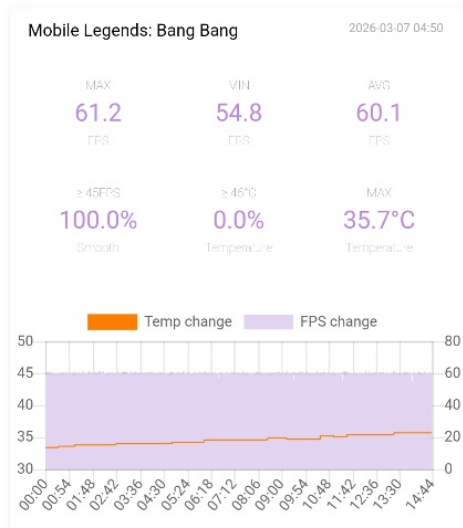 Mobile Legends: Bang Bang 2026-03-07 04:50
MAX MIN AVG
61.2 54.8 60.1
FPS FPS FPS
≥ 45FPS ≥ 46°C MAX
100.0% 0.0% 35.7°C
Smooth Temperature Temperature
Temp change FPS change
50 80
45 60
40 40
35 20
30 0
00:00 00:54 01:48 02:42 03:36 04:30 05:24 06:18 07:12 08:06 09:00 09:54 10:48 11:42 12:36 13:30 14:44